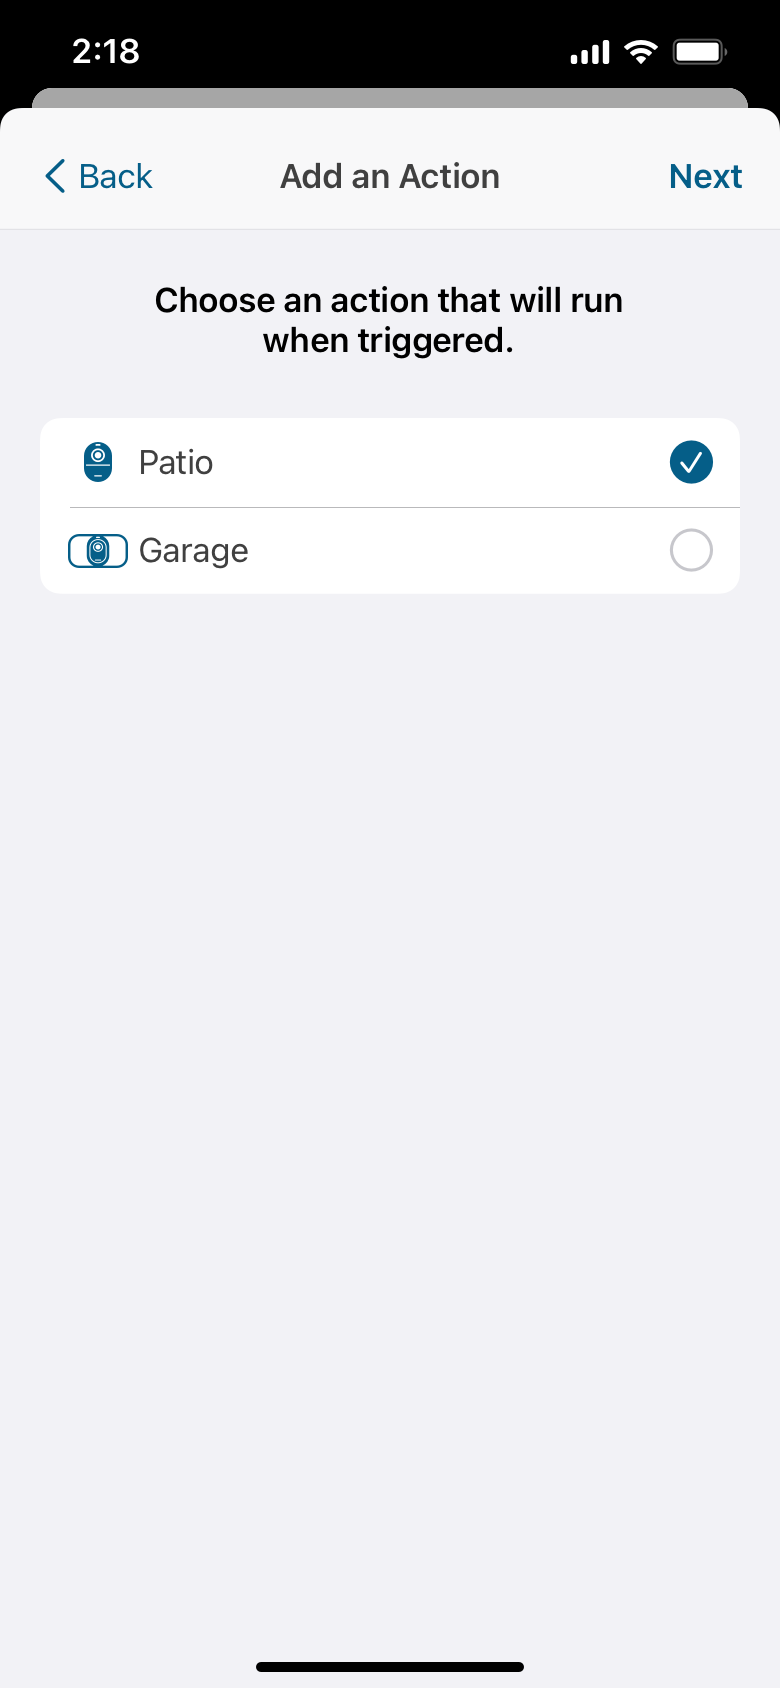 2:18
Back
Add an Action
Next
Choose an action that will run
when triggered.
Patio
Garage